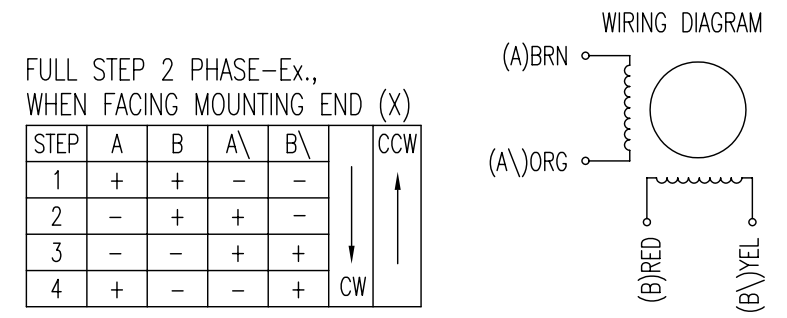 FULL STEP 2 PHASE-Ex.,
WHEN FACING MOUNTING END (X)
STEP A B A\ B\ CCW
1 + + - -
2 - + + -
3 - - + +
4 + - - + CW
WIRING DIAGRAM
(A)BRN
(A\)ORG
(B)RED
(B\)YEL